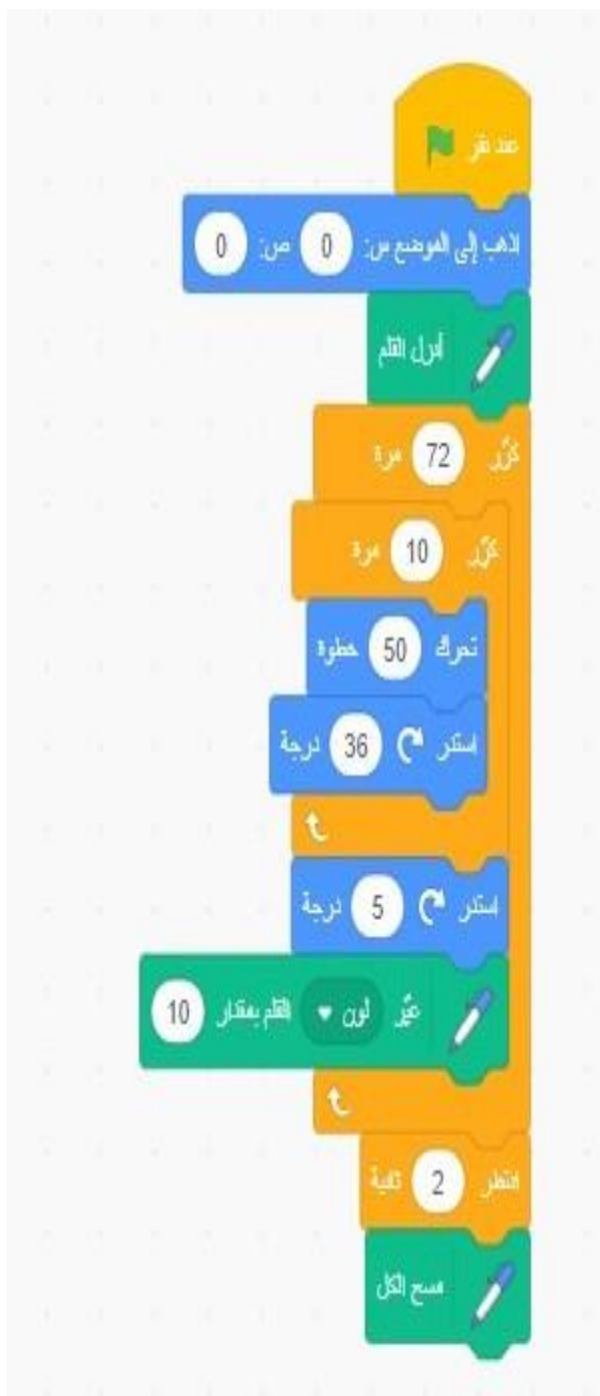 عند نقر
اذهب إلى الموضع س: 0 ص: 0
أنزل القلم
كرّر 72 مرة
كرّر 10 مرة
تحرك 50 خطوة
استدر 36 درجة
استدر 5 درجة
غيّر لون القلم بمقدار 10
انتظر 2 ثانية
مسح الكل